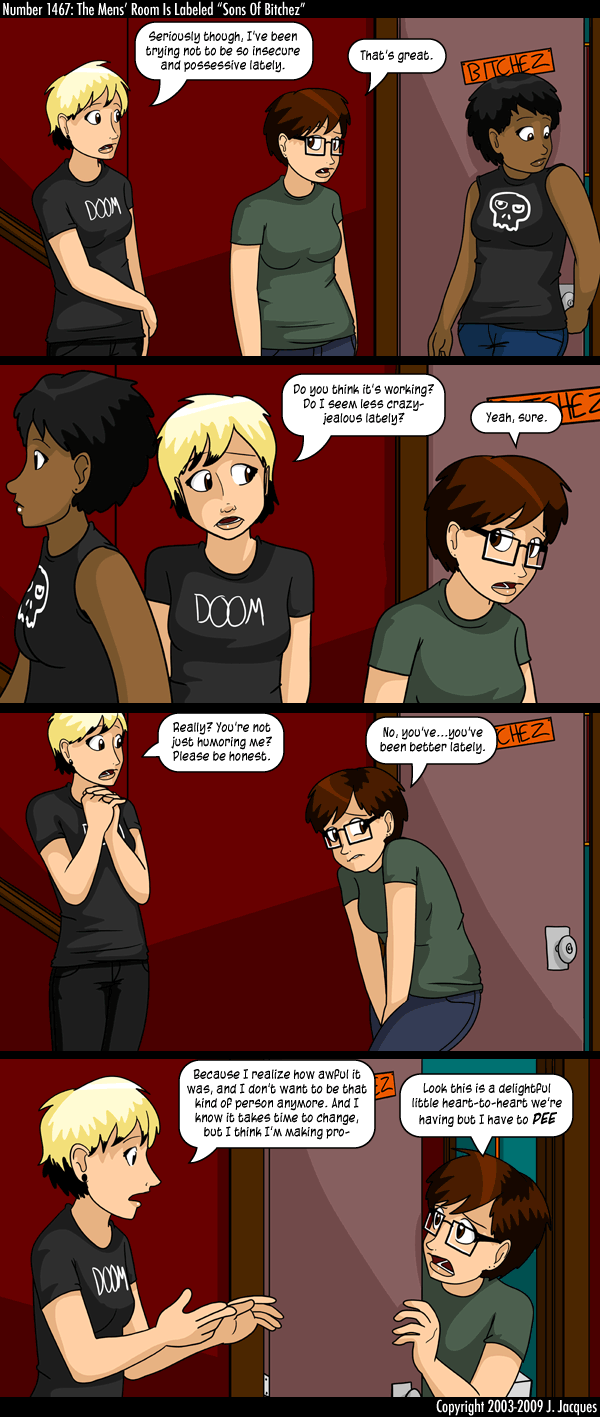 Number 1467: The Mens' Room Is Labeled "Sons Of Bitchez"
Seriously though, I've been
trying not to be so insecure
and possessive lately.
That's great.
BITCHEZ
DOOM
Do you think it's working?
Do I seem less crazy-
jealous lately?
Yeah, sure.
CHEZ
DOOM
Really? You're not
just humoring me?
Please be honest.
No, you've...you've
been better lately.
CHEZ
Because I realize how awful it
was, and I don't want to be that
kind of person anymore. And I
know it takes time to change,
but I think I'm making pro-
EZ
Look this is a delightful
little heart-to-heart we're
having but I have to PEE
DOOM
Copyright 2003-2009 J. Jacques